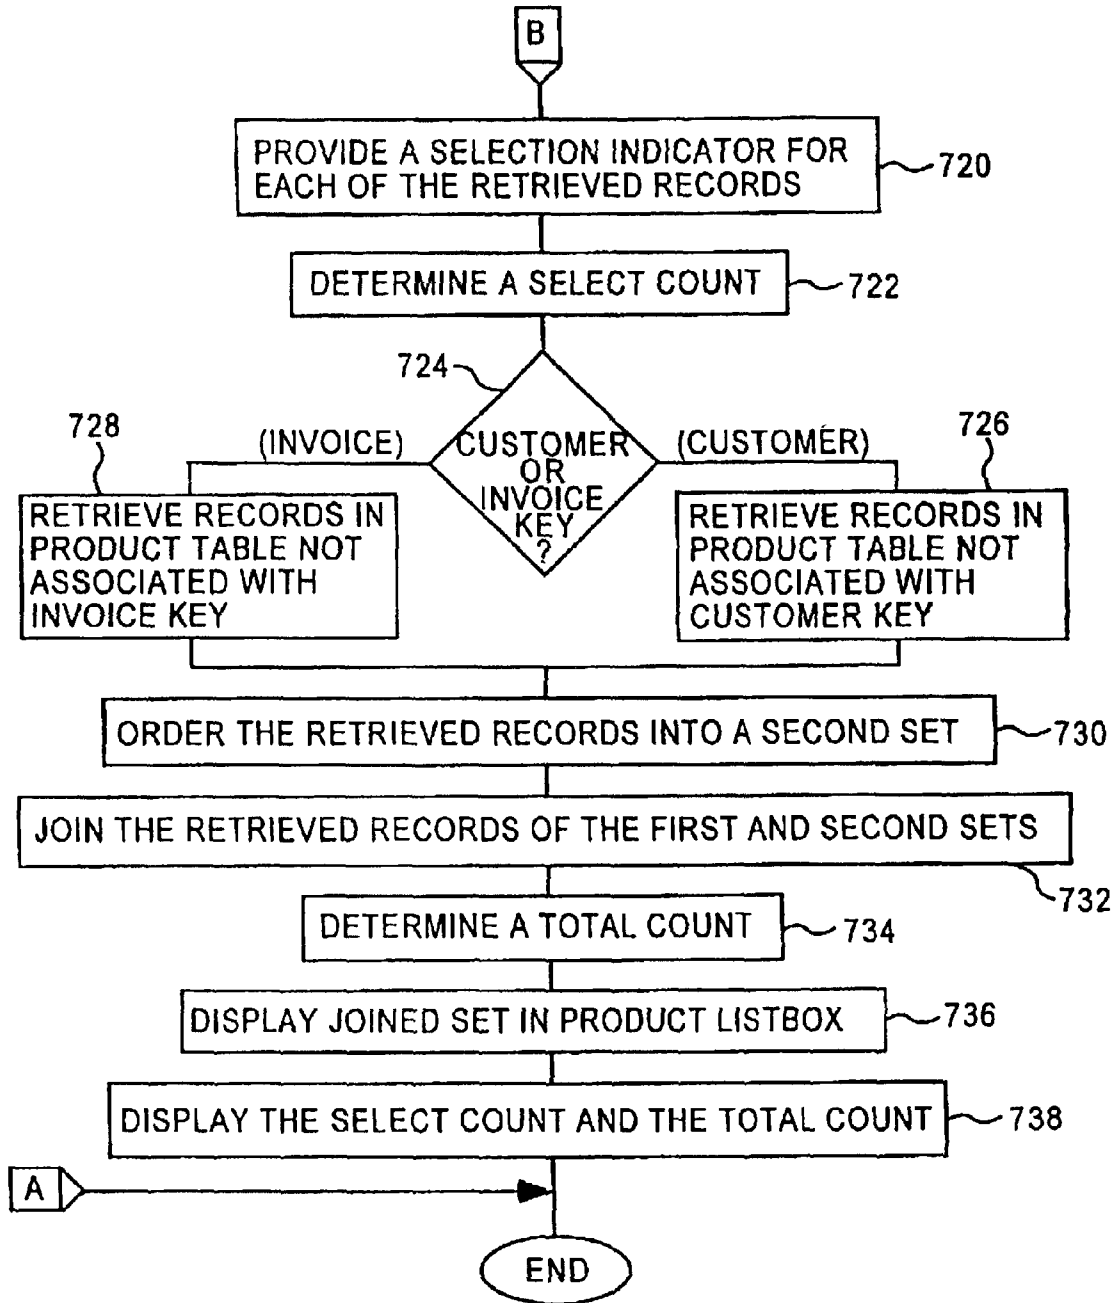 B
PROVIDE A SELECTION INDICATOR FOR
EACH OF THE RETRIEVED RECORDS
720
DETERMINE A SELECT COUNT
722
724
728
(INVOICE)
CUSTOMER
OR
INVOICE
KEY
?
(CUSTOMER)
726
RETRIEVE RECORDS IN
PRODUCT TABLE NOT
ASSOCIATED WITH
INVOICE KEY
RETRIEVE RECORDS IN
PRODUCT TABLE NOT
ASSOCIATED WITH
CUSTOMER KEY
ORDER THE RETRIEVED RECORDS INTO A SECOND SET
730
JOIN THE RETRIEVED RECORDS OF THE FIRST AND SECOND SETS
732
DETERMINE A TOTAL COUNT
734
DISPLAY JOINED SET IN PRODUCT LISTBOX
736
DISPLAY THE SELECT COUNT AND THE TOTAL COUNT
738
A
END